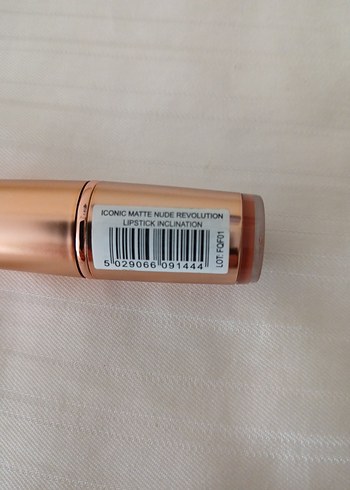 ICONIC MATTE NUDE REVOLUTION
LIPSTICK INCLINATION
5 029066 091444
LOT: FQF01